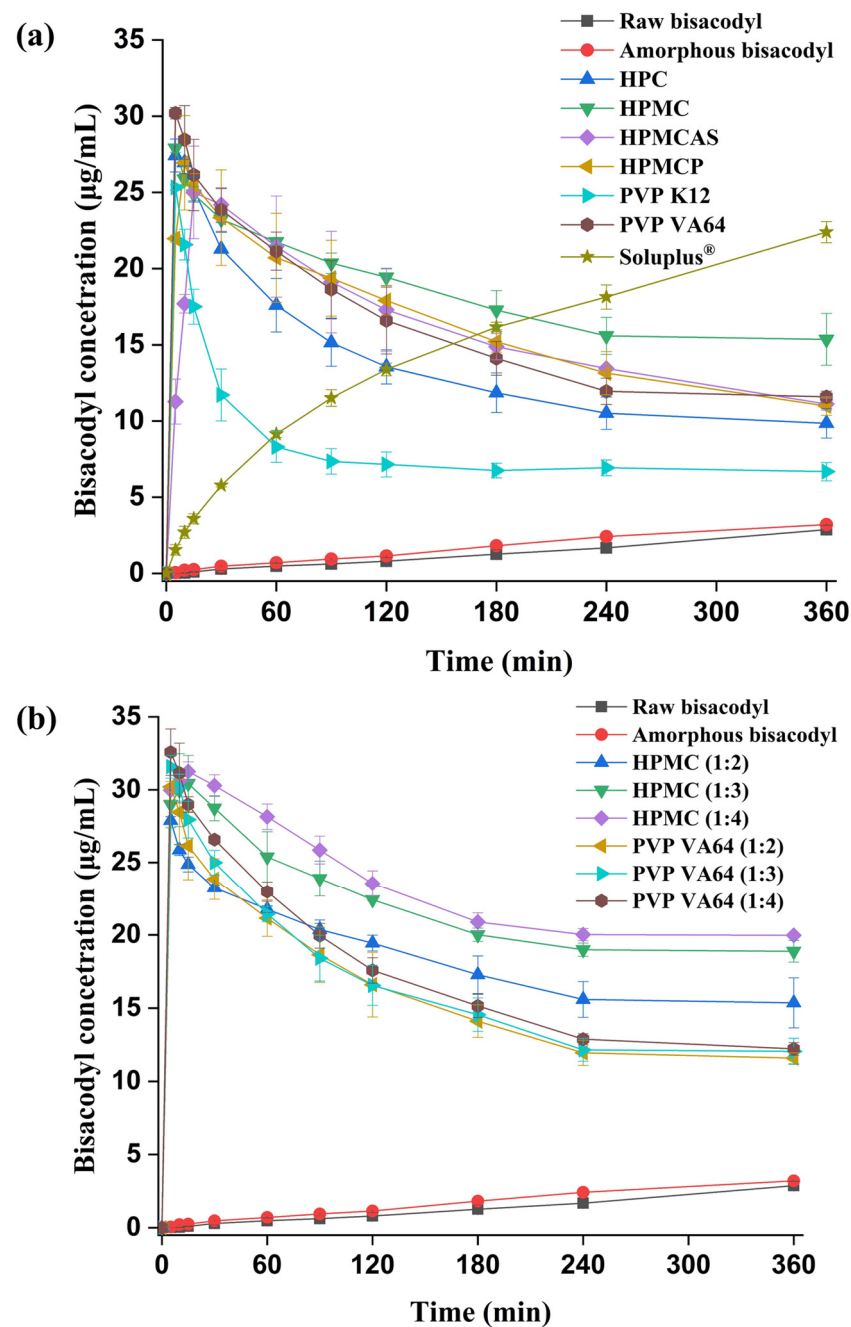 (a)
Raw bisacodyl
Amorphous bisacodyl
HPC
HPMC
HPMCAS
HPMCP
PVP K12
PVP VA64
Soluplus®
Bisacodyl concetration (µg/mL)
35
30
25
20
15
10
5
0
0 60 120 180 240 300 360
Time (min)
(b)
Raw bisacodyl
Amorphous bisacodyl
HPMC (1:2)
HPMC (1:3)
HPMC (1:4)
PVP VA64 (1:2)
PVP VA64 (1:3)
PVP VA64 (1:4)
Bisacodyl concetration (µg/mL)
35
30
25
20
15
10
5
0
0 60 120 180 240 300 360
Time (min)